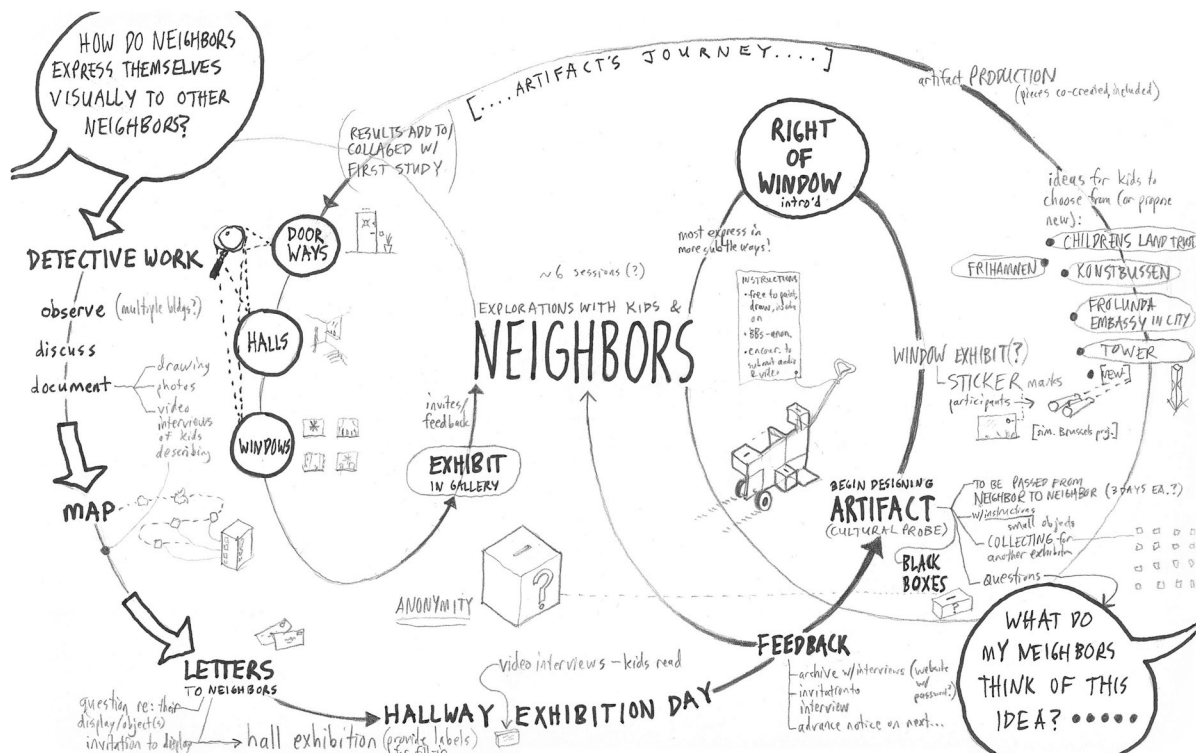 HOW DO NEIGHBORS
EXPRESS THEMSELVES
VISUALLY TO OTHER
NEIGHBORS?
[....ARTIFACT'S JOURNEY....]
artifact PRODUCTION
(pieces co-created, included)
(RESULTS ADD TO/
COLLAGED W/
FIRST STUDY)
RIGHT
OF
WINDOW
intro'd
ideas for kids to
choose from (or propose
new):
CHILDRENS LAND TRUST
FRIHAMNEN
KONSTBUSSEN
FROLUNDA
EMBASSY IN CITY
TOWER
[NEW]
DETECTIVE WORK
observe (multiple bldgs?)
discuss
document
drawing
photos
video
interviews
of kids
describing
DOOR
WAYS
HALLS
WINDOWS
most express in
more subtle ways!
~6 sessions(?)
EXPLORATIONS WITH KIDS &
NEIGHBORS
INSTRUCTIONS
• free to paint,
draw,
on
• BBs-anon.
• encour. to
submit audio
& video
WINDOW EXHIBIT(?)
STICKER marks
participants
[sim. Brussels proj.]
invites/
feedback
EXHIBIT
IN GALLERY
MAP
BEGIN DESIGNING
ARTIFACT
(CULTURAL PROBE)
BLACK
BOXES
TO BE PASSED FROM
NEIGHBOR TO NEIGHBOR (3 DAYS EA.?)
w/instructions
small objects
COLLECTING for
another exhibition
questions
ANONYMITY
?
LETTERS
TO NEIGHBORS
question re: their
display/object(s)
invitation to display
hall exhibition (provide labels
HALLWAY EXHIBITION DAY
video interviews – kids read
FEEDBACK
archive w/interviews (website
w/
password?)
invitation to
interview
advance notice on next...
WHAT DO
MY NEIGHBORS
THINK OF THIS
IDEA? •••••